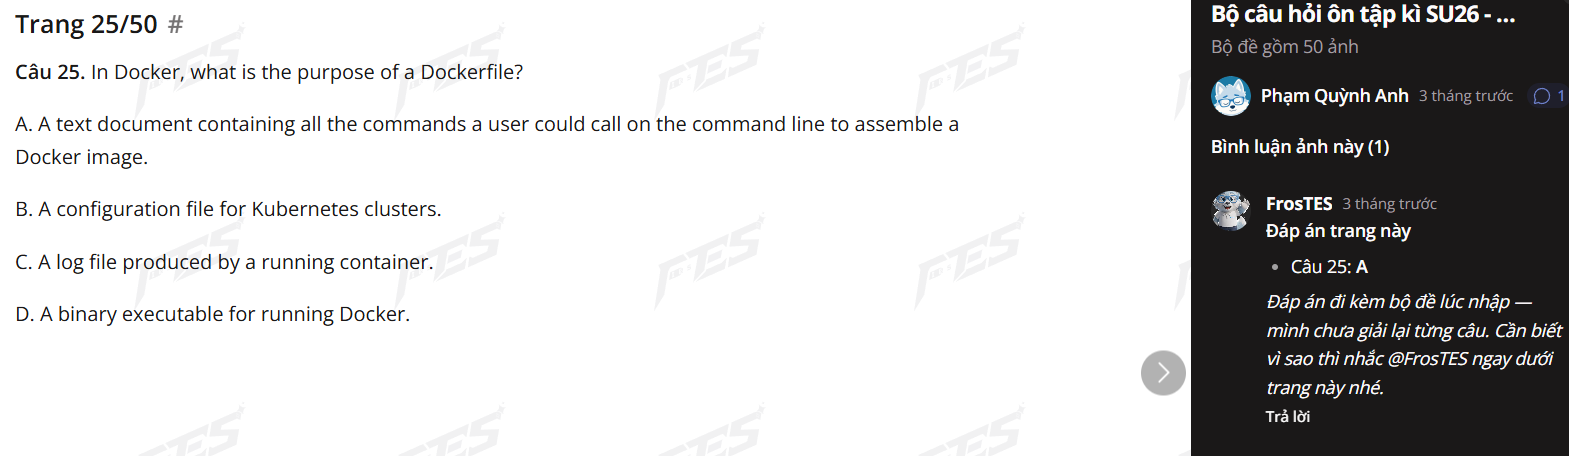 Trang 25/50 #
Câu 25. In Docker, what is the purpose of a Dockerfile?
A. A text document containing all the commands a user could call on the command line to assemble a
Docker image.
B. A configuration file for Kubernetes clusters.
C. A log file produced by a running container.
D. A binary executable for running Docker.
Bộ câu hỏi ôn tập kì SU26 - ...
Bộ đề gồm 50 ảnh
Phạm Quỳnh Anh 3 tháng trước 1
Bình luận ảnh này (1)
FrosTES 3 tháng trước
Đáp án trang này
• Câu 25: A
Đáp án đi kèm bộ đề lúc nhập —
mình chưa giải lại từng câu. Cần biết
vì sao thì nhắc @FrosTES ngay dưới
trang này nhé.
Trả lời
FTES